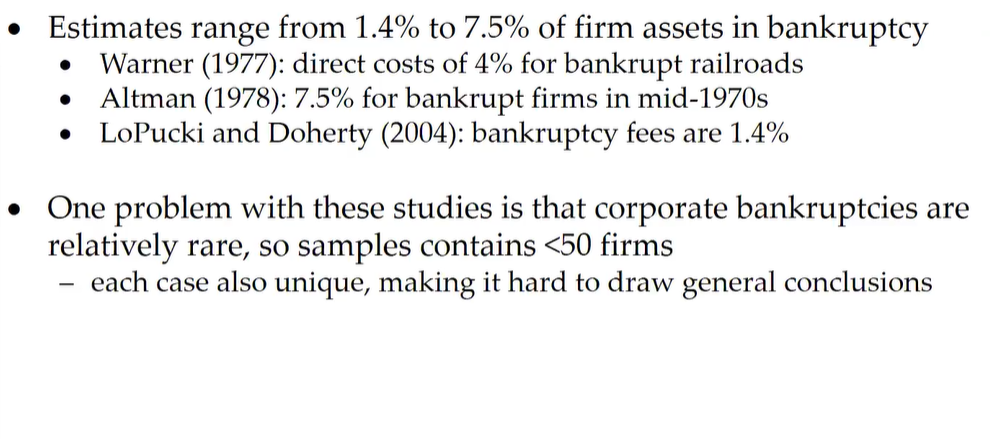 • Estimates range from 1.4% to 7.5% of firm assets in bankruptcy
• Warner (1977): direct costs of 4% for bankrupt railroads
• Altman (1978): 7.5% for bankrupt firms in mid-1970s
• LoPucki and Doherty (2004): bankruptcy fees are 1.4%
• One problem with these studies is that corporate bankruptcies are
relatively rare, so samples contains <50 firms
– each case also unique, making it hard to draw general conclusions